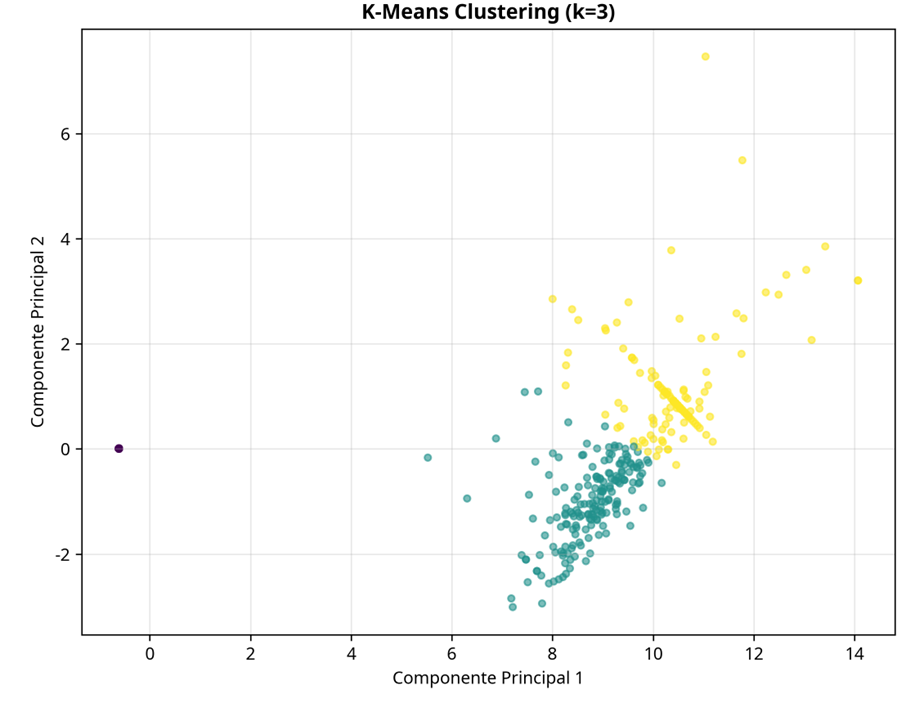 K-Means Clustering (k=3)
Componente Principal 2
6
4
2
0
-2
0 2 4 6 8 10 12 14
Componente Principal 1